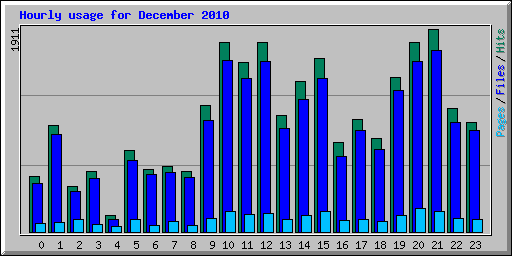 Hourly usage for December 2010
1911
Pages / Files / Hits
0 1 2 3 4 5 6 7 8 9 10 11 12 13 14 15 16 17 18 19 20 21 22 23